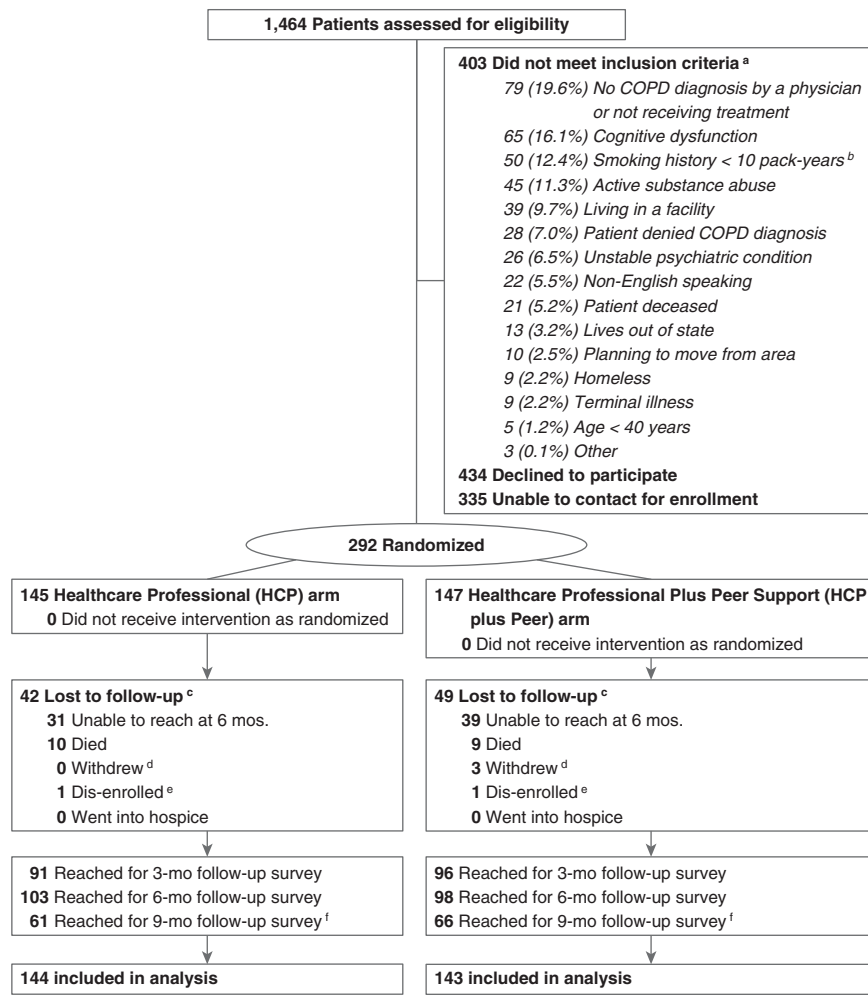 1,464 Patients assessed for eligibility
403 Did not meet inclusion criteria a
79 (19.6%) No COPD diagnosis by a physician
or not receiving treatment
65 (16.1%) Cognitive dysfunction
50 (12.4%) Smoking history < 10 pack-years b
45 (11.3%) Active substance abuse
39 (9.7%) Living in a facility
28 (7.0%) Patient denied COPD diagnosis
26 (6.5%) Unstable psychiatric condition
22 (5.5%) Non-English speaking
21 (5.2%) Patient deceased
13 (3.2%) Lives out of state
10 (2.5%) Planning to move from area
9 (2.2%) Homeless
9 (2.2%) Terminal illness
5 (1.2%) Age < 40 years
3 (0.1%) Other
434 Declined to participate
335 Unable to contact for enrollment
292 Randomized
145 Healthcare Professional (HCP) arm
0 Did not receive intervention as randomized
147 Healthcare Professional Plus Peer Support (HCP
plus Peer) arm
0 Did not receive intervention as randomized
42 Lost to follow-up c
31 Unable to reach at 6 mos.
10 Died
0 Withdrew d
1 Dis-enrolled e
0 Went into hospice
49 Lost to follow-up c
39 Unable to reach at 6 mos.
9 Died
3 Withdrew d
1 Dis-enrolled e
0 Went into hospice
91 Reached for 3-mo follow-up survey
103 Reached for 6-mo follow-up survey
61 Reached for 9-mo follow-up survey f
96 Reached for 3-mo follow-up survey
98 Reached for 6-mo follow-up survey
66 Reached for 9-mo follow-up survey f
144 included in analysis
143 included in analysis